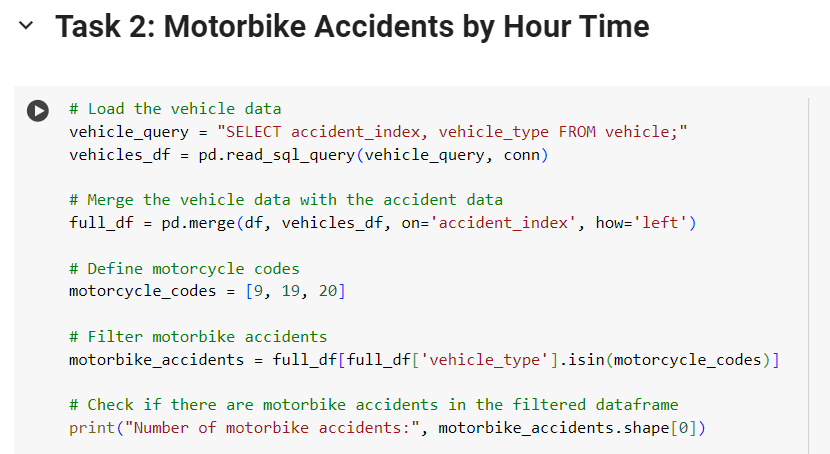 Task 2: Motorbike Accidents by Hour Time
# Load the vehicle data
vehicle_query = "SELECT accident_index, vehicle_type FROM vehicle;"
vehicles_df = pd.read_sql_query(vehicle_query, conn)
# Merge the vehicle data with the accident data
full_df = pd.merge(df, vehicles_df, on='accident_index', how='left')
# Define motorcycle codes
motorcycle_codes = [9, 19, 20]
# Filter motorbike accidents
motorbike_accidents = full_df[full_df['vehicle_type'].isin(motorcycle_codes)]
# Check if there are motorbike accidents in the filtered dataframe
print("Number of motorbike accidents:", motorbike_accidents.shape[0])